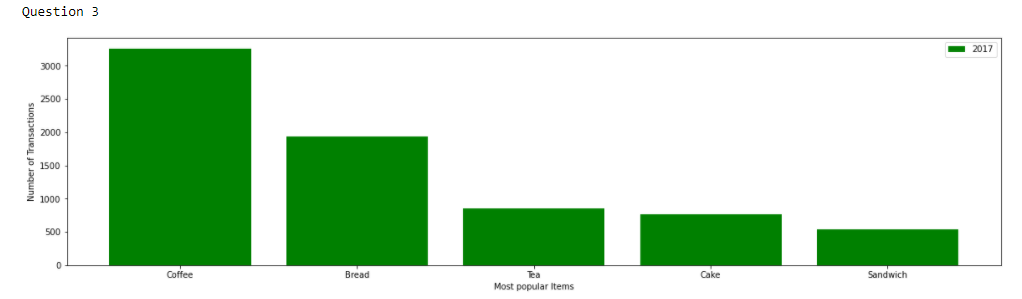 Question 3
2017
Number of Transactions
3000
2500
2000
1500
1000
500
0
Coffee Bread Tea Cake Sandwich
Most popular Items